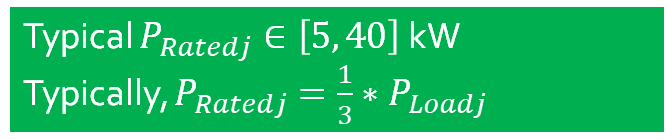 Typical P_Ratedj ∈ [5, 40] kW
Typically, P_Ratedj = 1/3 * P_Loadj